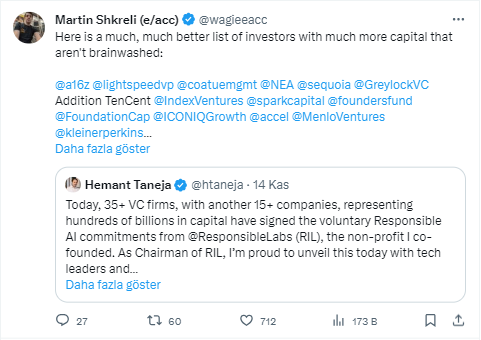 Martin Shkreli (e/acc) @wagieeacc
Here is a much, much better list of investors with much more capital that
aren't brainwashed:
@a16z @lightspeedvp @coatuemgmt @NEA @sequoia @GreylockVC
Addition TenCent @IndexVentures @sparkcapital @foundersfund
@FoundationCap @ICONIQGrowth @accel @MenloVentures
@kleinerperkins...
Daha fazla göster
Hemant Taneja @htaneja · 14 Kas
Today, 35+ VC firms, with another 15+ companies, representing
hundreds of billions in capital have signed the voluntary Responsible
AI commitments from @ResponsibleLabs (RIL), the non-profit I co-
founded. As Chairman of RIL, I'm proud to unveil this today with tech
leaders and...
Daha fazla göster
27 60 712 173 B